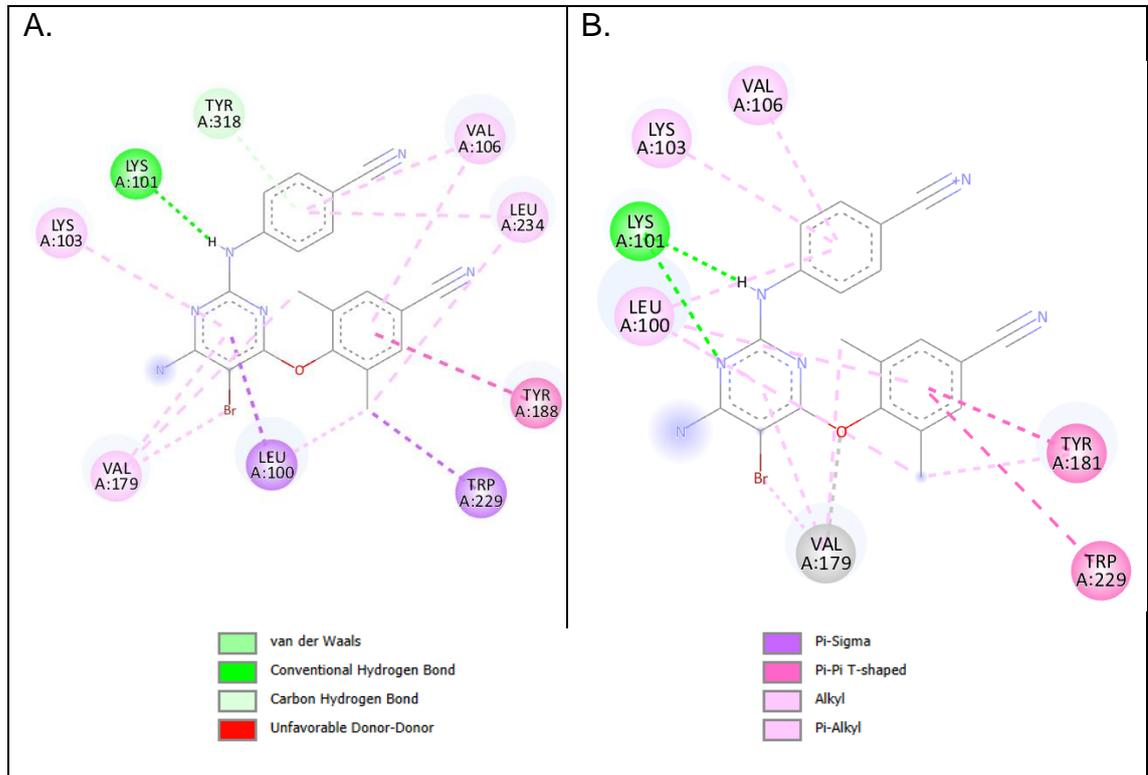 A.
TYR
A:318
VAL
A:106
LYS
A:101
N
LEU
A:234
LYS
A:103
H
N
N
N
N
N
O
Br
TYR
A:188
VAL
A:179
LEU
A:100
TRP
A:229
B.
VAL
A:106
LYS
A:103
+N
LYS
A:101
H
N
LEU
A:100
N
N
N
N
O
Br
TYR
A:181
VAL
A:179
TRP
A:229
van der Waals
Conventional Hydrogen Bond
Carbon Hydrogen Bond
Unfavorable Donor-Donor
Pi-Sigma
Pi-Pi T-shaped
Alkyl
Pi-Alkyl